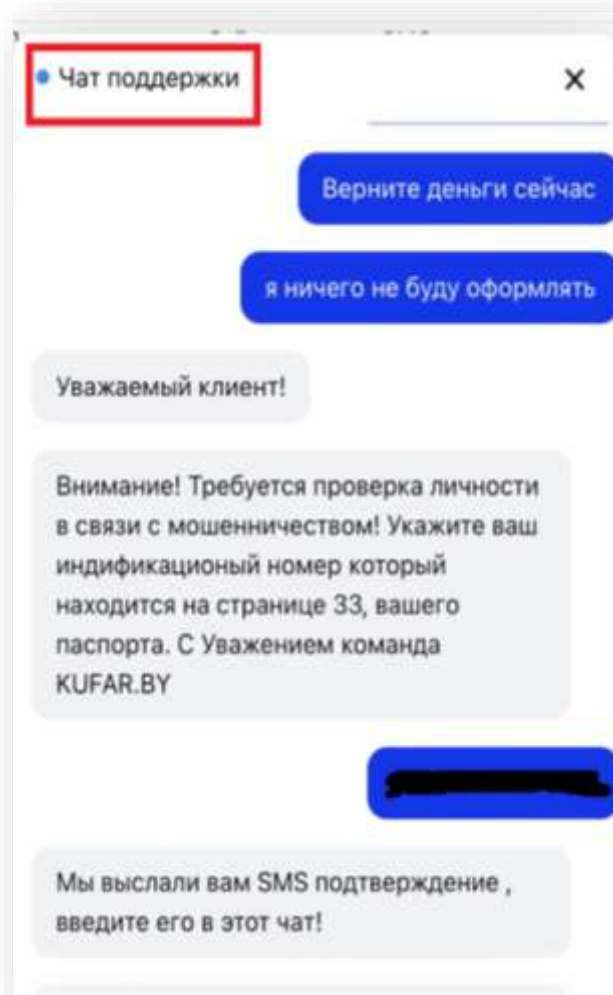 Чат поддержки
Верните деньги сейчас
я ничего не буду оформлять
Уважаемый клиент!
Внимание! Требуется проверка личности
в связи с мошенничеством! Укажите ваш
индификационый номер который
находится на странице 33, вашего
паспорта. С Уважением команда
KUFAR.BY
Мы выслали вам SMS подтверждение ,
введите его в этот чат!